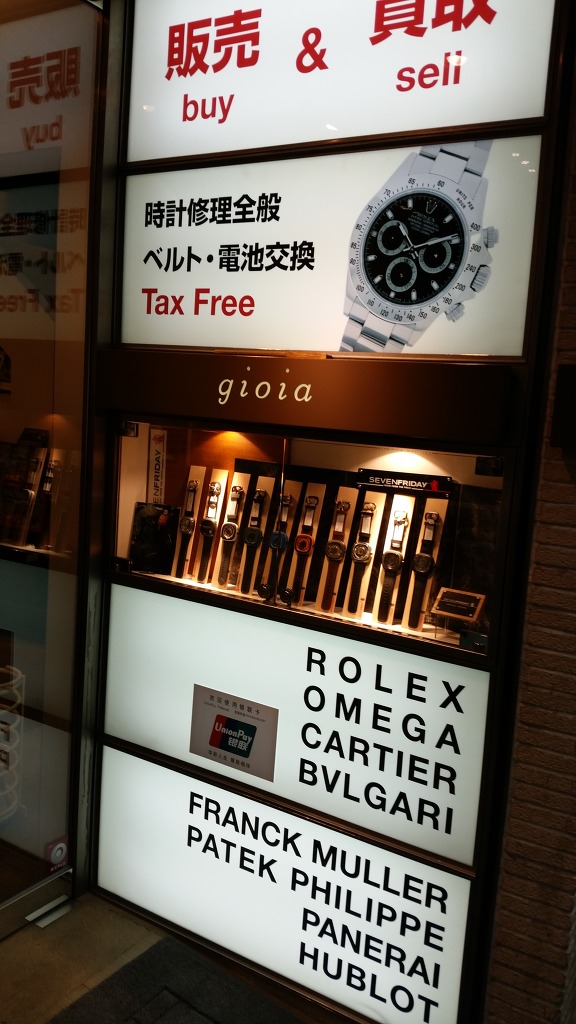 販売 & 買取
buy
sell
時計修理全般
ベルト・電池交換
Tax Free
gioia
SEVENFRIDAY
ROLEX
OMEGA
CARTIER
BVLGARI
UnionPay
银联
FRANCK MULLER
PATEK PHILIPPE
PANERAI
HUBLOT